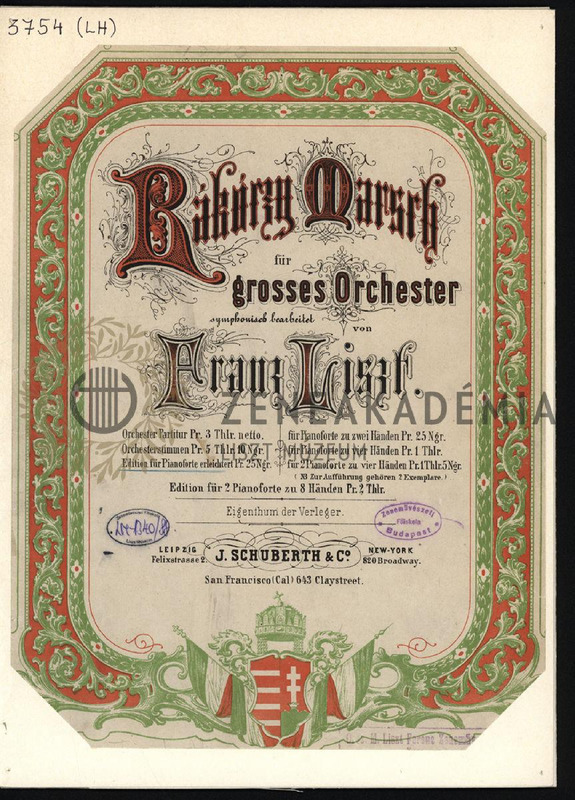 3754 (LH)
Rákóczy Marsch
für
grosses Orchester
symphonisch bearbeitet
von
Franz Liszt.
ZENEAKADÉMIA
LISZT MÚZEUM
Orchester Partitur Pr. 3 Thlr. netto.
Orchesterstimmen Pr. 5 Thlr. 10 Ngr.
Edition für Pianoforte erleichtert Pr. 25 Ngr.
für Pianoforte zu zwei Händen Pr. 25 Ngr.
für Pianoforte zu vier Händen Pr. 1 Thlr.
für 2 Pianoforte zu vier Händen Pr. 1 Thlr. 5 Ngr.
(NB Zur Aufführung gehören 2 Exemplare.)
Edition für 2 Pianoforte zu 8 Händen Pr. 2 Thlr.
Eigenthum der Verleger.
Zeneművészeti
Főiskola
Budapest
LEIPZIG
Felixstrasse 2.
J. SCHUBERTH & Co.
NEW-YORK
820 Broadway.
San Francisco (Cal) 643 Claystreet.